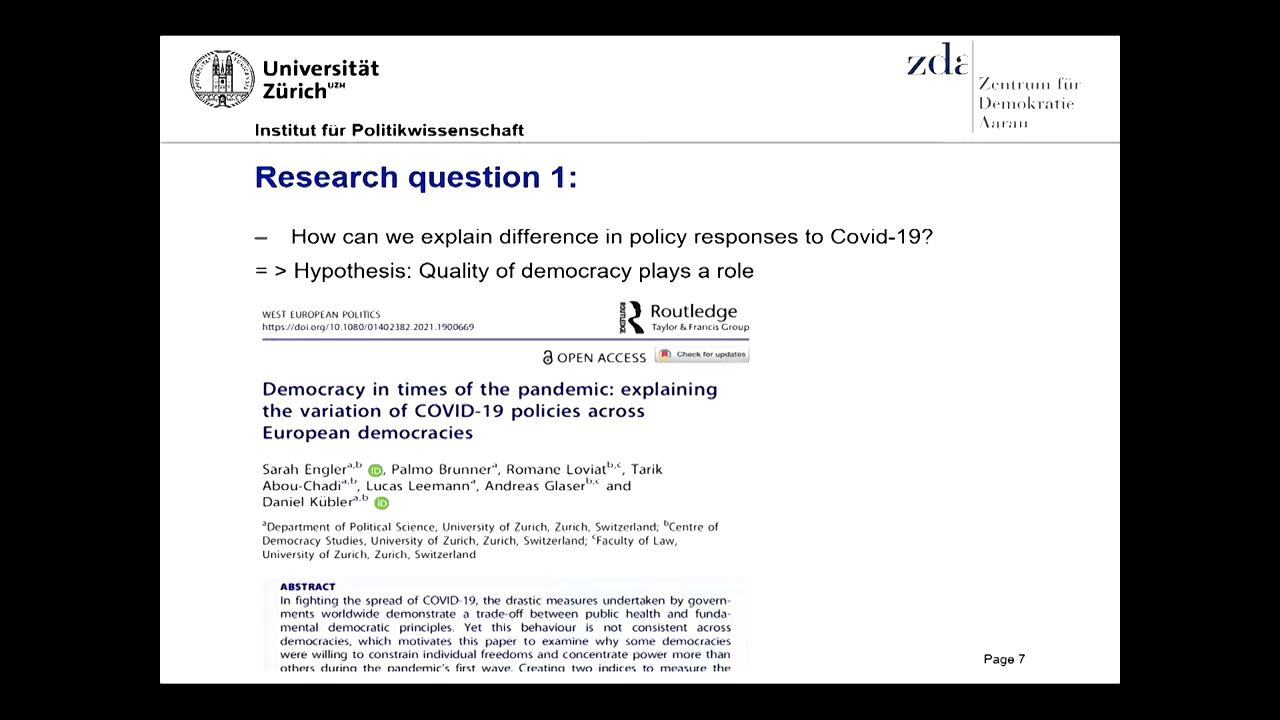 Universität
Zürich UZH
Institut für Politikwissenschaft
zda
Zentrum für
Demokratie
Aarau
Research question 1:
– How can we explain difference in policy responses to Covid-19?
= > Hypothesis: Quality of democracy plays a role
WEST EUROPEAN POLITICS
https://doi.org/10.1080/01402382.2021.1900669
ROUTLEDGE
Routledge
Taylor & Francis Group
OPEN ACCESS
Check for updates
Democracy in times of the pandemic: explaining
the variation of COVID-19 policies across
European democracies
Sarah Engler a,b iD, Palmo Brunner a, Romane Loviat b,c, Tarik
Abou-Chadi a,b, Lucas Leemann a, Andreas Glaser b,c and
Daniel Kübler a,b iD
a Department of Political Science, University of Zurich, Zurich, Switzerland; b Centre of
Democracy Studies, University of Zurich, Zurich, Switzerland; c Faculty of Law,
University of Zurich, Zurich, Switzerland
ABSTRACT
In fighting the spread of COVID-19, the drastic measures undertaken by govern-
ments worldwide demonstrate a trade-off between public health and funda-
mental democratic principles. Yet this behaviour is not consistent across
democracies, which motivates this paper to examine why some democracies
were willing to constrain individual freedoms and concentrate power more than
others during the pandemic's first wave. Creating two indices to measure the
Page 7